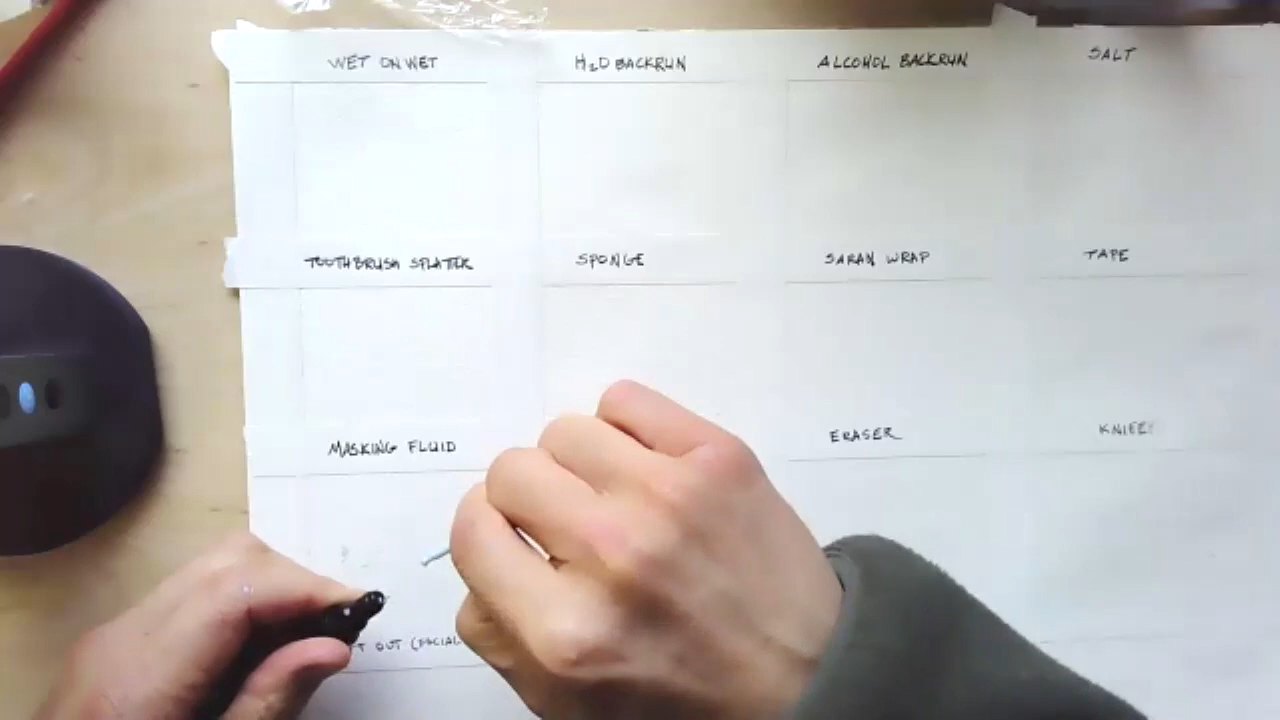 WET ON WET
H2O BACKRUN
ALCOHOL BACKRUN
SALT
TOOTHBRUSH SPLATTER
SPONGE
SARAN WRAP
TAPE
MASKING FLUID
ERASER
KNIFE
OUT (FACIAL